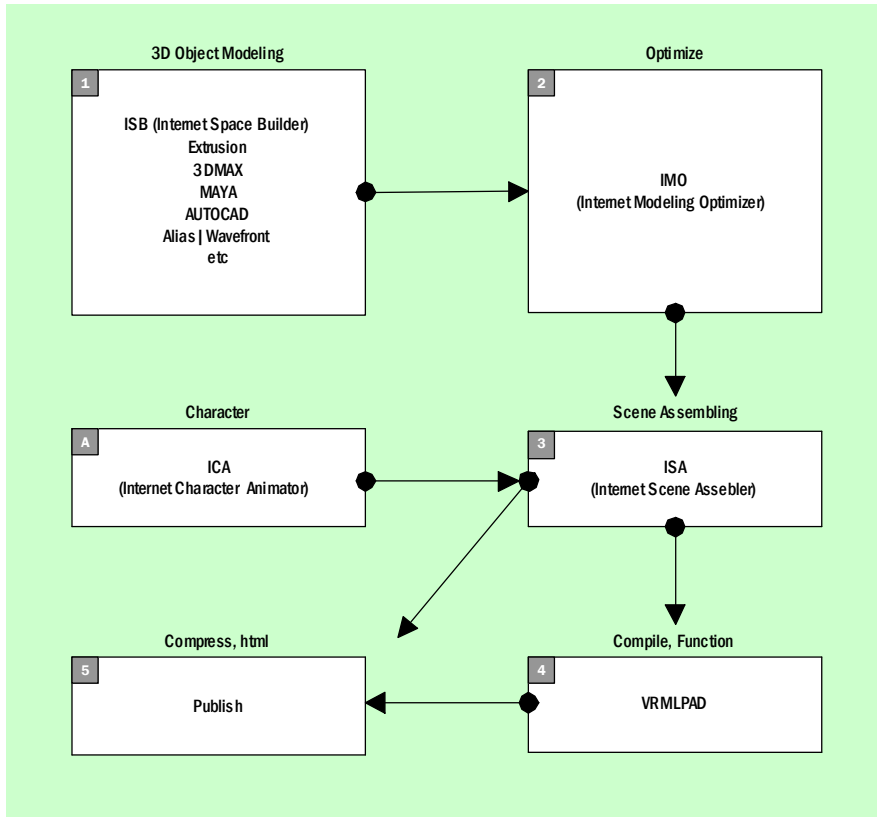 3D Object Modeling
1
ISB (Internet Space Builder)
Extrusion
3DMAX
MAYA
AUTOCAD
Alias | Wavefront
etc
Optimize
2
IMO
(Internet Modeling Optimizer)
Character
A
ICA
(Internet Character Animator)
Scene Assembling
3
ISA
(Internet Scene Assebler)
Compress, html
5
Publish
Compile, Function
4
VRMLPAD